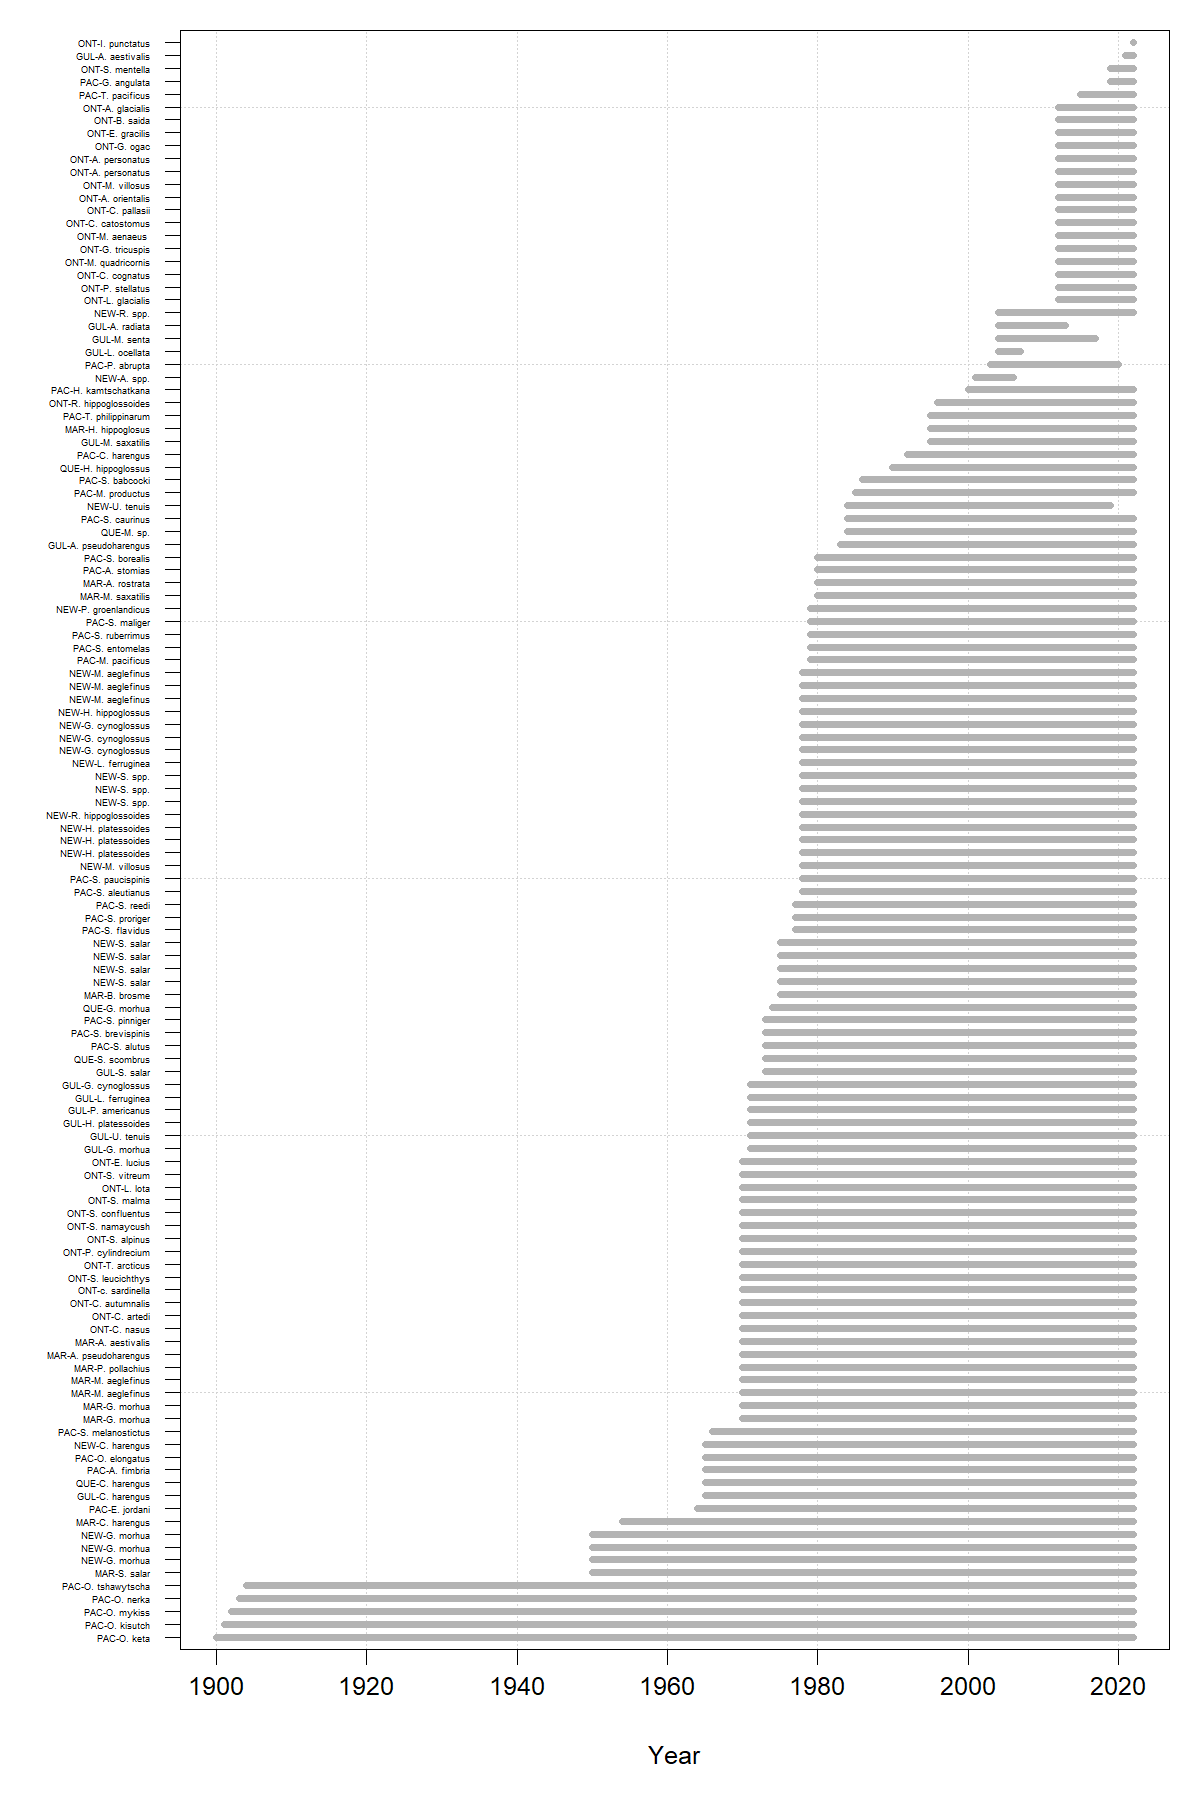 ONT-I. punctatus
GUL-A. aestivalis
ONT-S. mentella
PAC-G. angulata
PAC-T. pacificus
ONT-A. glacialis
ONT-B. saida
ONT-E. gracilis
ONT-G. ogac
ONT-A. personatus
ONT-A. personatus
ONT-M. villosus
ONT-A. orientalis
ONT-C. pallasii
ONT-C. catostomus
ONT-M. aenaeus
ONT-G. tricuspis
ONT-M. quadricornis
ONT-C. cognatus
ONT-P. stellatus
ONT-L. glacialis
NEW-R. spp.
GUL-A. radiata
GUL-M. senta
GUL-L. ocellata
PAC-P. abrupta
NEW-A. spp.
PAC-H. kamtschatkana
ONT-R. hippoglossoides
PAC-T. philippinarum
MAR-H. hippoglosus
GUL-M. saxatilis
PAC-C. harengus
QUE-H. hippoglossus
PAC-S. babcocki
PAC-M. productus
NEW-U. tenuis
PAC-S. caurinus
QUE-M. sp.
GUL-A. pseudoharengus
PAC-S. borealis
PAC-A. stomias
MAR-A. rostrata
MAR-M. saxatilis
NEW-P. groenlandicus
PAC-S. maliger
PAC-S. ruberrimus
PAC-S. entomelas
PAC-M. pacificus
NEW-M. aeglefinus
NEW-M. aeglefinus
NEW-M. aeglefinus
NEW-H. hippoglossus
NEW-G. cynoglossus
NEW-G. cynoglossus
NEW-G. cynoglossus
NEW-L. ferruginea
NEW-S. spp.
NEW-S. spp.
NEW-S. spp.
NEW-R. hippoglossoides
NEW-H. platessoides
NEW-H. platessoides
NEW-H. platessoides
NEW-M. villosus
PAC-S. paucispinis
PAC-S. aleutianus
PAC-S. reedi
PAC-S. proriger
PAC-S. flavidus
NEW-S. salar
NEW-S. salar
NEW-S. salar
NEW-S. salar
MAR-B. brosme
QUE-G. morhua
PAC-S. pinniger
PAC-S. brevispinis
PAC-S. alutus
QUE-S. scombrus
GUL-S. salar
GUL-G. cynoglossus
GUL-L. ferruginea
GUL-P. americanus
GUL-H. platessoides
GUL-U. tenuis
GUL-G. morhua
ONT-E. lucius
ONT-S. vitreum
ONT-L. lota
ONT-S. malma
ONT-S. confluentus
ONT-S. namaycush
ONT-S. alpinus
ONT-P. cylindrecium
ONT-T. arcticus
ONT-S. leucichthys
ONT-c. sardinella
ONT-C. autumnalis
ONT-C. artedi
ONT-C. nasus
MAR-A. aestivalis
MAR-A. pseudoharengus
MAR-P. pollachius
MAR-M. aeglefinus
MAR-M. aeglefinus
MAR-G. morhua
MAR-G. morhua
PAC-S. melanostictus
NEW-C. harengus
PAC-O. elongatus
PAC-A. fimbria
QUE-C. harengus
GUL-C. harengus
PAC-E. jordani
MAR-C. harengus
NEW-G. morhua
NEW-G. morhua
NEW-G. morhua
MAR-S. salar
PAC-O. tshawytscha
PAC-O. nerka
PAC-O. mykiss
PAC-O. kisutch
PAC-O. keta
1900 1920 1940 1960 1980 2000 2020
Year